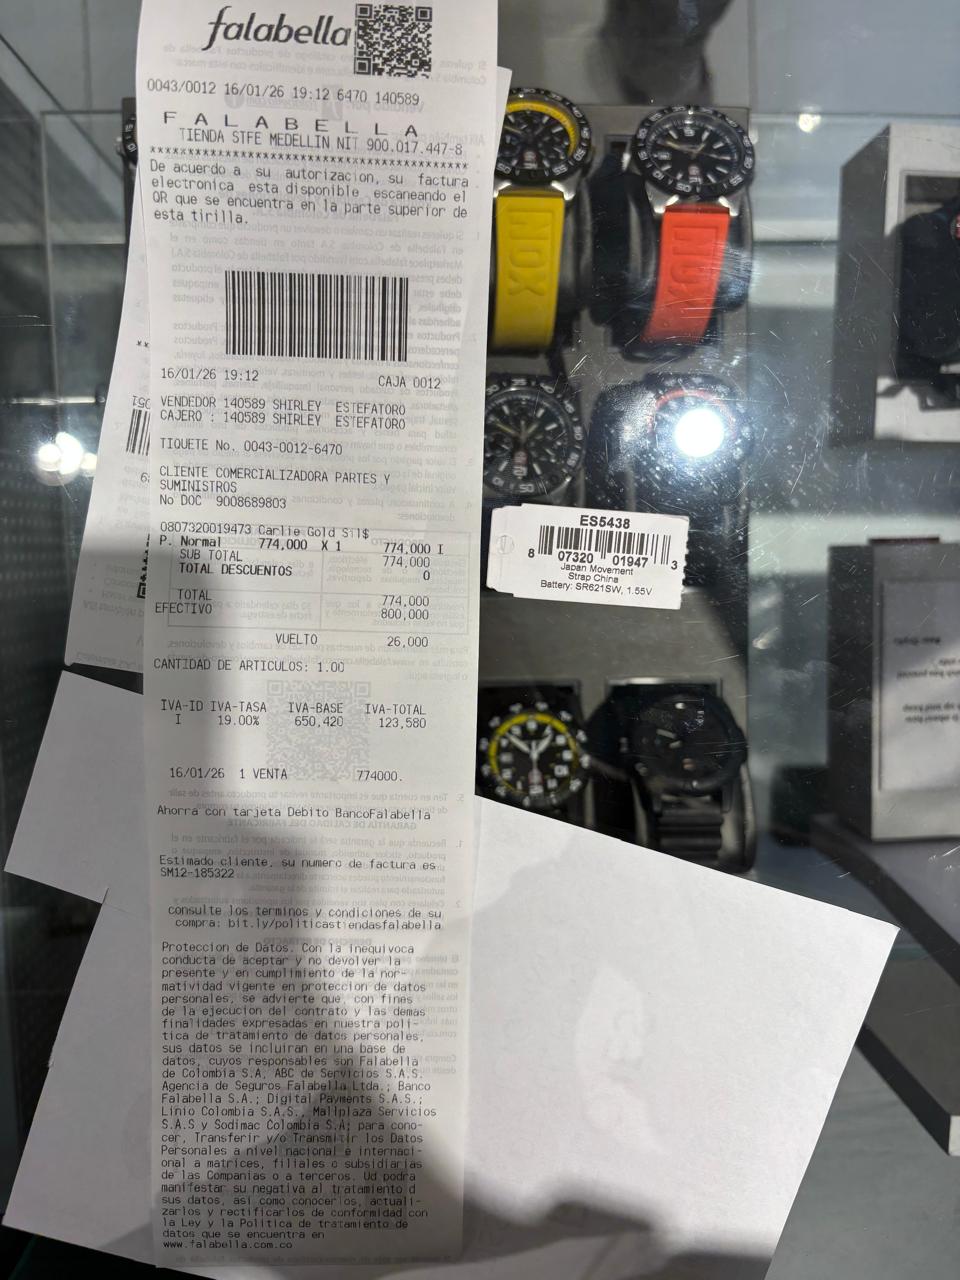 falabella
0043/0012 16/01/26 19:12 6470 140589
F A L A B E L L A
TIENDA STFE MEDELLIN NIT 900.017.447-8
****************************************
De acuerdo a su autorizacion, su factura
electronica esta disponible escaneando el
QR que se encuentra en la parte superior de
esta tirilla.
16/01/26 19:12 CAJA 0012
VENDEDOR 140589 SHIRLEY ESTEFATORO
CAJERO : 140589 SHIRLEY ESTEFATORO
TIQUETE No. 0043-0012-6470
CLIENTE COMERCIALIZADORA PARTES Y
SUMINISTROS
No DOC 9008689803
0807320019473 Carlie Gold Sil$
P. Normal 774,000 X 1 774,000 I
SUB TOTAL 774,000
TOTAL DESCUENTOS 0
TOTAL 774,000
EFECTIVO 800,000
VUELTO 26,000
CANTIDAD DE ARTICULOS: 1.00
IVA-ID IVA-TASA IVA-BASE IVA-TOTAL
I 19.00% 650,420 123,580
16/01/26 1 VENTA 774000.
Ahorra con tarjeta Debito BancoFalabella
Estimado cliente, su numero de factura es
SM12-185322
consulte los terminos y condiciones de su
compra: bit.ly/politicastiendasfalabella
Proteccion de Datos. Con la inequivoca
conducta de aceptar y no devolver la
presente y en cumplimiento de la nor-
matividad vigente en proteccion de datos
personales, se advierte que, con fines
de la ejecucion del contrato y las demas
finalidades expresadas en nuestra poli-
tica de tratamiento de datos personales,
sus datos se incluiran en una base de
datos, cuyos responsables son Falabella
de Colombia S.A, ABC de Servicios S.A.S.
Agencia de Seguros Falabella Ltda.; Banco
Falabella S.A.; Digital Payments S.A.S.;
Linio Colombia S.A.S., Mallplaza Servicios
S.A.S y Sodimac Colombia S.A; para cono-
cer, Transferir y/o Transmitir los Datos
Personales a nivel nacional e internaci-
onal a matrices, filiales o subsidiarias
de las Companias o a terceros. Ud podra
manifestar su negativa al tratamiento d
sus datos, asi como conocerlos, actuali-
zarlos y rectificarlos de conformidad con
la Ley y la Politica de tratamiento de
datos que se encuentra en
www.falabella.com.co
ES5438
8 07320 01947 3
Japan Movement
Strap China
Battery: SR621SW, 1.55V
NOX
NOX